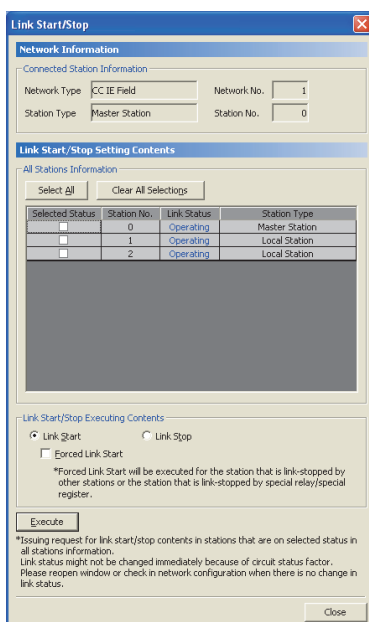 Link Start/Stop
Network Information
Connected Station Information
Network Type CC IE Field Network No. 1
Station Type Master Station Station No. 0
Link Start/Stop Setting Contents
All Stations Information
Select All Clear All Selections
Selected Status Station No. Link Status Station Type
0 Operating Master Station
1 Operating Local Station
2 Operating Local Station
Link Start/Stop Executing Contents
Link Start Link Stop
Forced Link Start
*Forced Link Start will be executed for the station that is link-stopped by
other stations or the station that is link-stopped by special relay/special
register.
Execute
*Issuing request for link start/stop contents in stations that are on selected status in
all stations information.
Link status might not be changed immediately because of circuit status factor.
Please reopen window or check in network configuration when there is no change in
link status.
Close